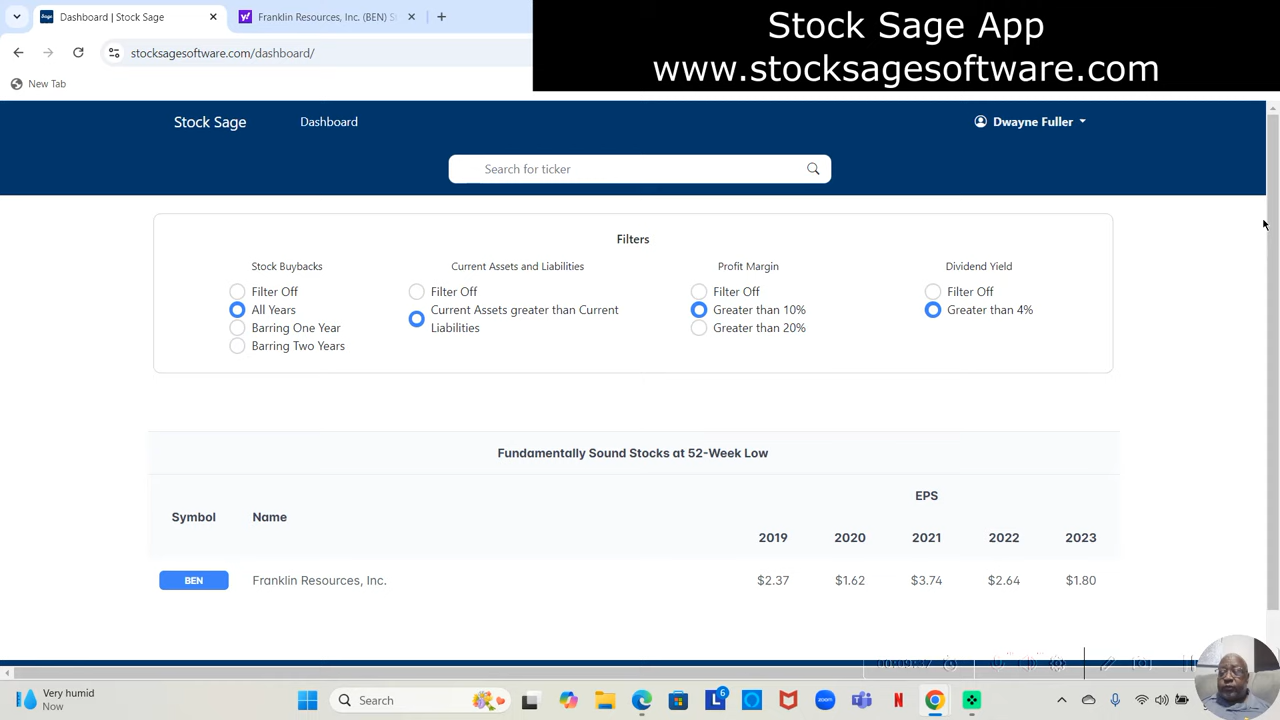 Dashboard | Stock Sage
Franklin Resources, Inc. (BEN) S
Stock Sage App
www.stocksagesoftware.com
stocksagesoftware.com/dashboard/
New Tab
Stock Sage
Dashboard
Dwayne Fuller
Search for ticker
Filters
Stock Buybacks
Current Assets and Liabilities
Profit Margin
Dividend Yield
Filter Off
Filter Off
Filter Off
Filter Off
All Years
Current Assets greater than Current
Liabilities
Greater than 10%
Greater than 4%
Barring One Year
Greater than 20%
Barring Two Years
Fundamentally Sound Stocks at 52-Week Low
EPS
Symbol
Name
2019 2020 2021 2022 2023
BEN Franklin Resources, Inc. $2.37 $1.62 $3.74 $2.64 $1.80
Very humid
Now
Search
6